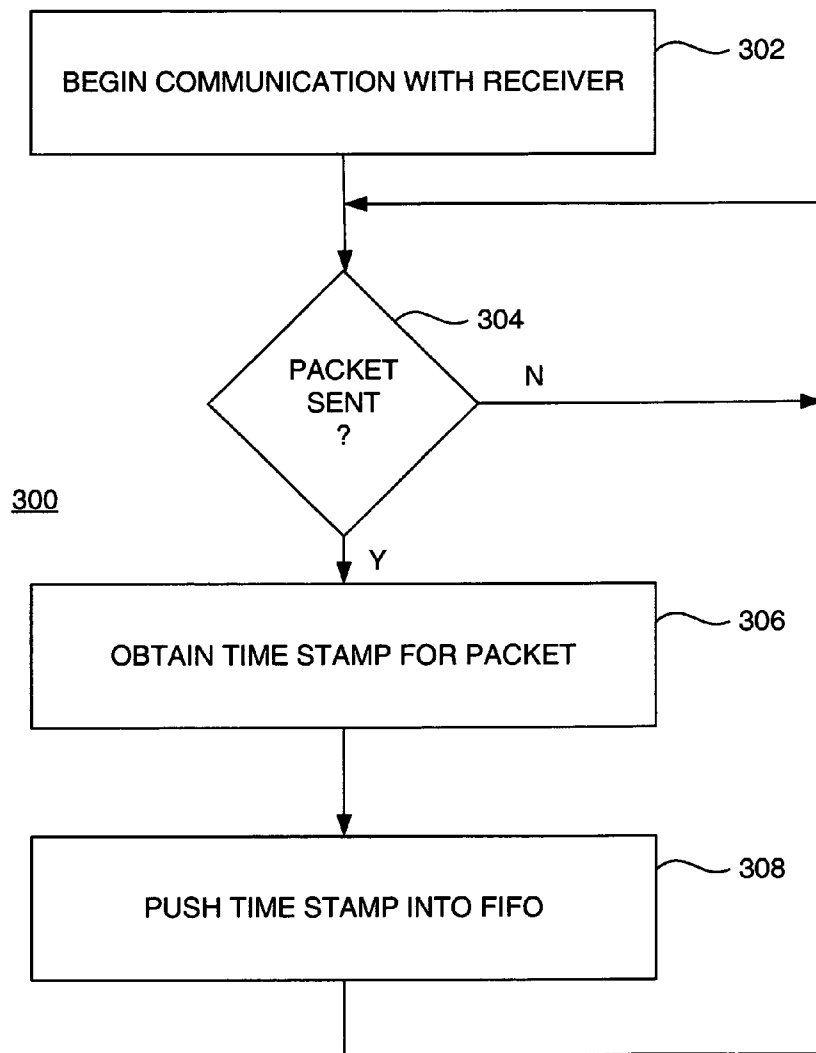 BEGIN COMMUNICATION WITH RECEIVER
302
304
PACKET
SENT
?
N
300
Y
306
OBTAIN TIME STAMP FOR PACKET
308
PUSH TIME STAMP INTO FIFO